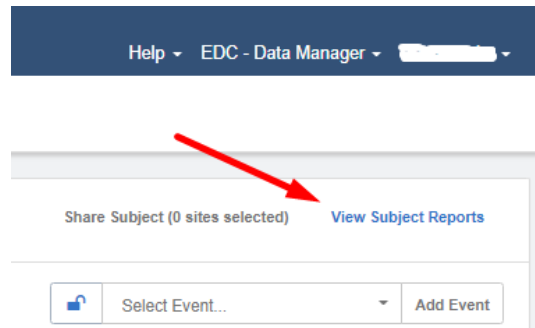 Help EDC - Data Manager
Share Subject (0 sites selected) View Subject Reports
Select Event... Add Event